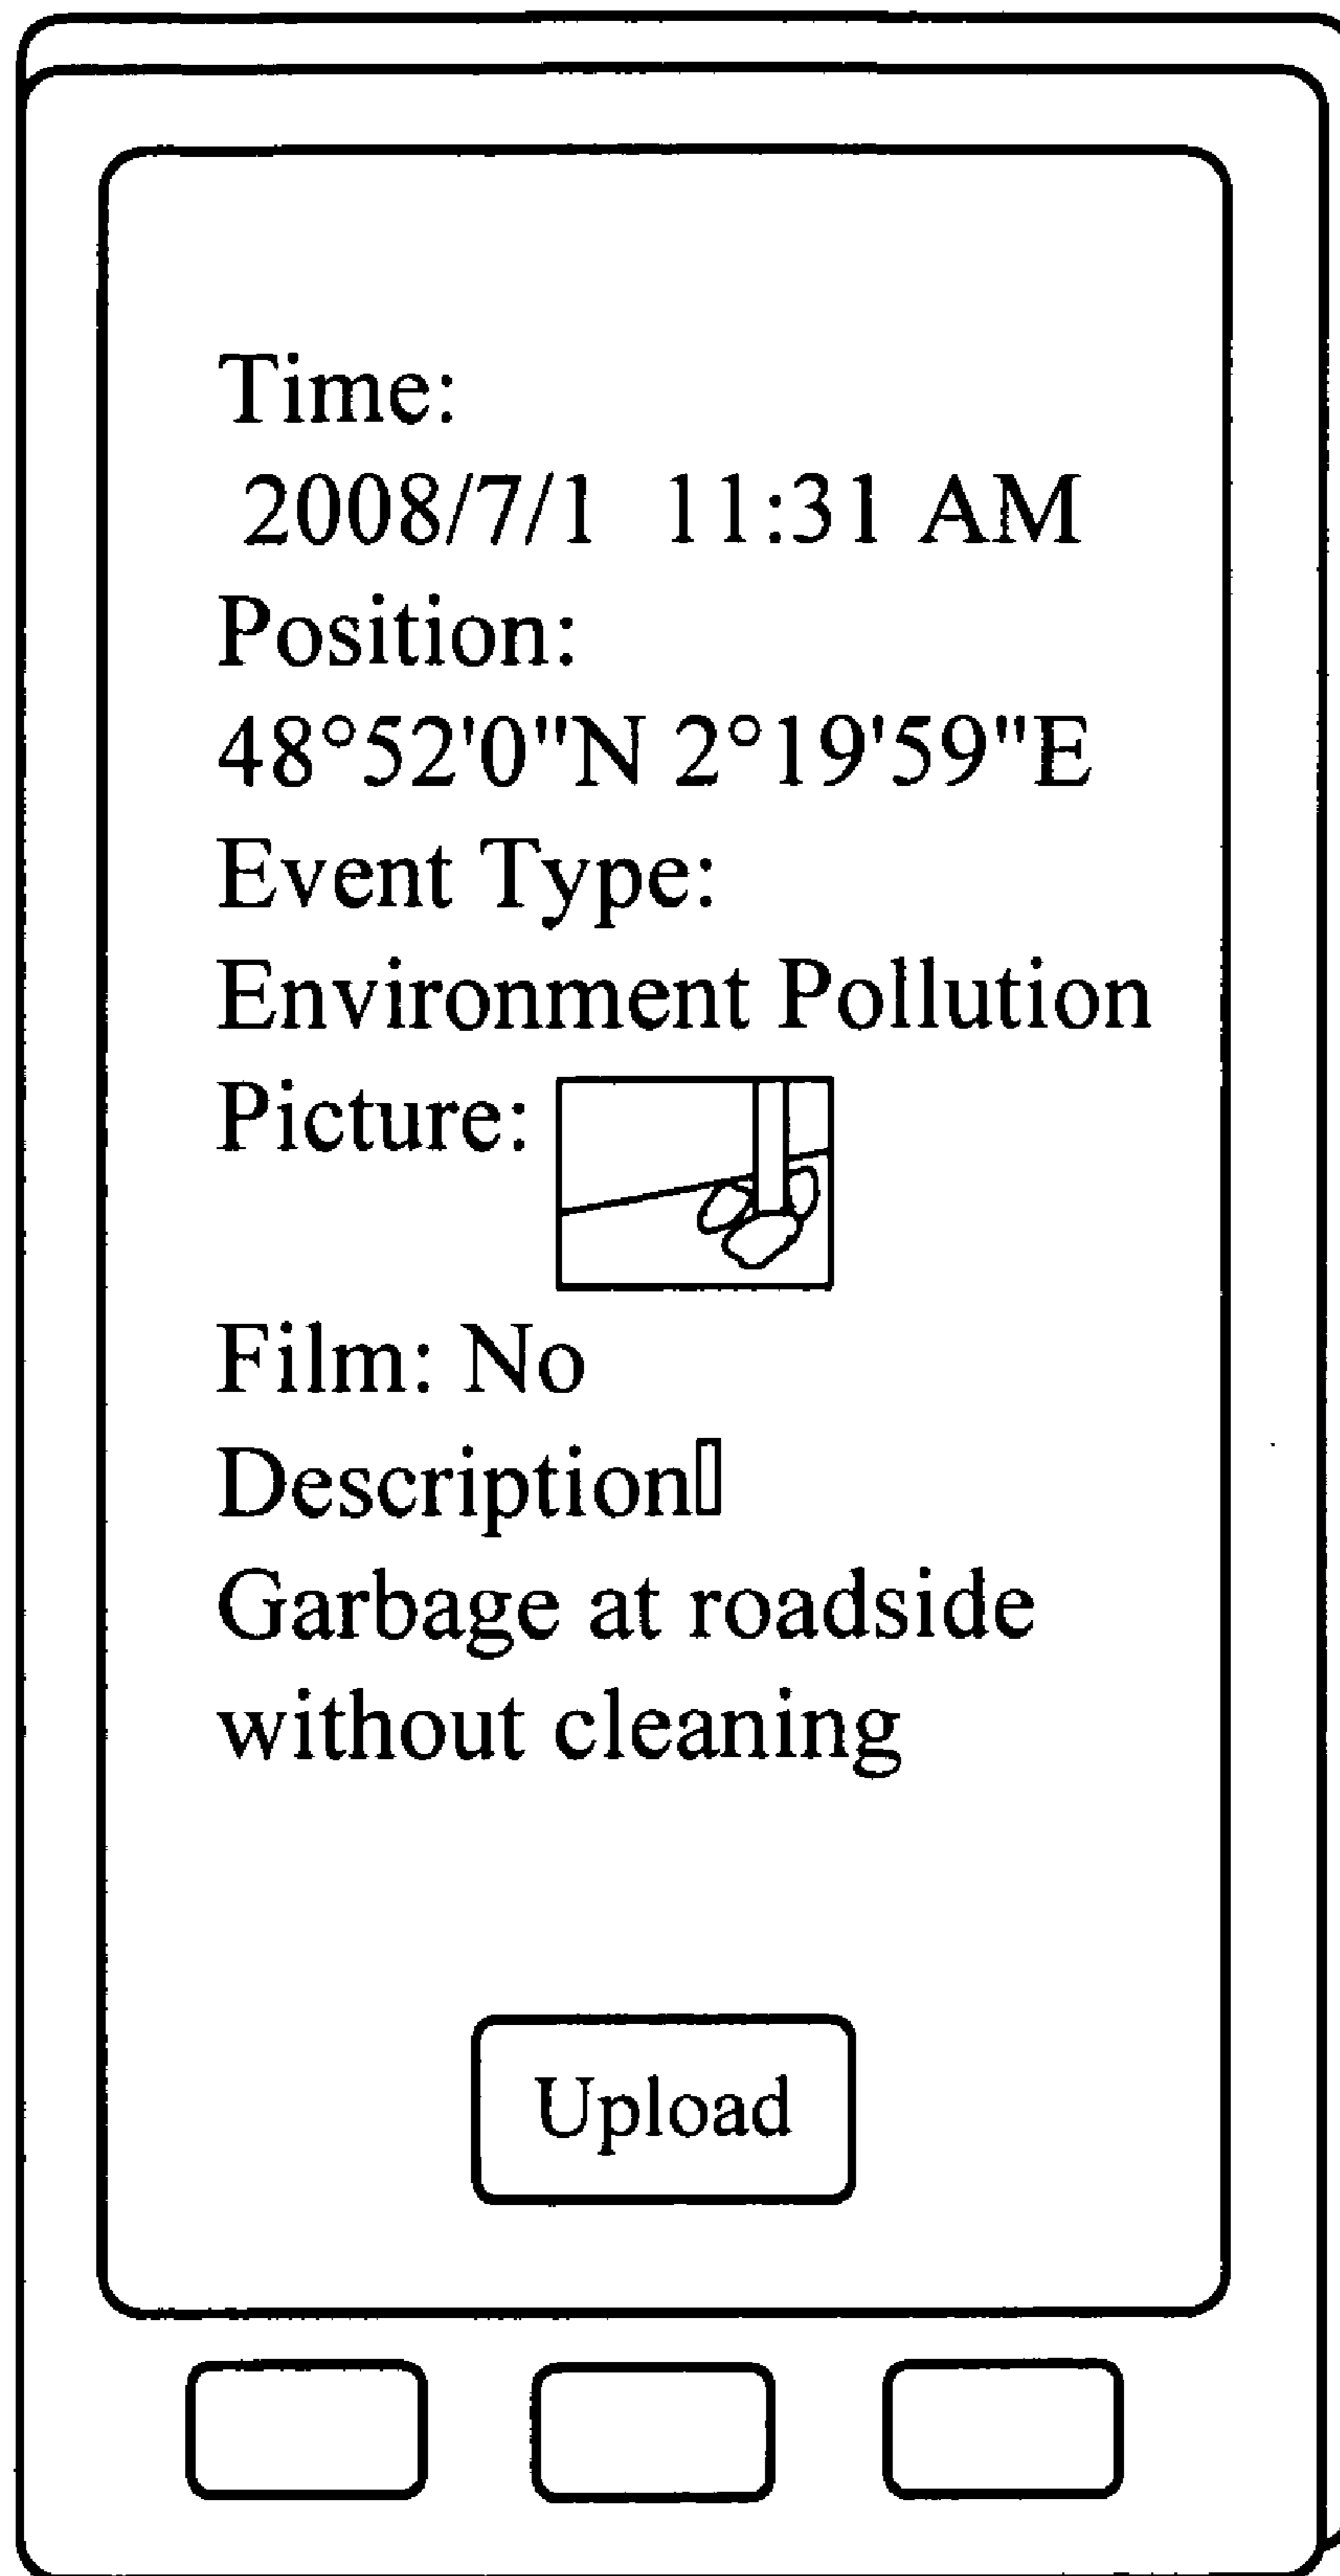 Time:
2008/7/1 11:31 AM
Position:
48°52'0"N 2°19'59"E
Event Type:
Environment Pollution
Picture:
Film: No
Description▯
Garbage at roadside
without cleaning
Upload